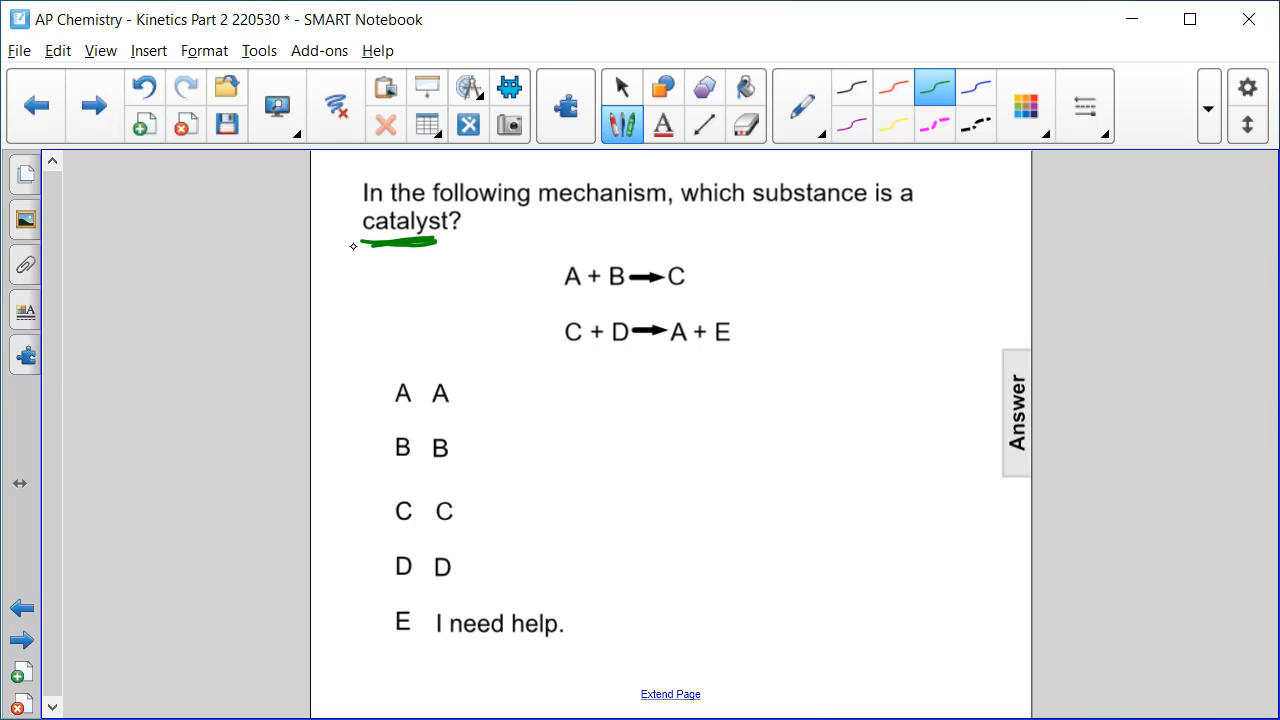 AP Chemistry - Kinetics Part 2 220530 * - SMART Notebook
File Edit View Insert Format Tools Add-ons Help
In the following mechanism, which substance is a
catalyst?
A + B → C
C + D → A + E
A A
B B
C C
D D
E I need help.
Answer
Extend Page